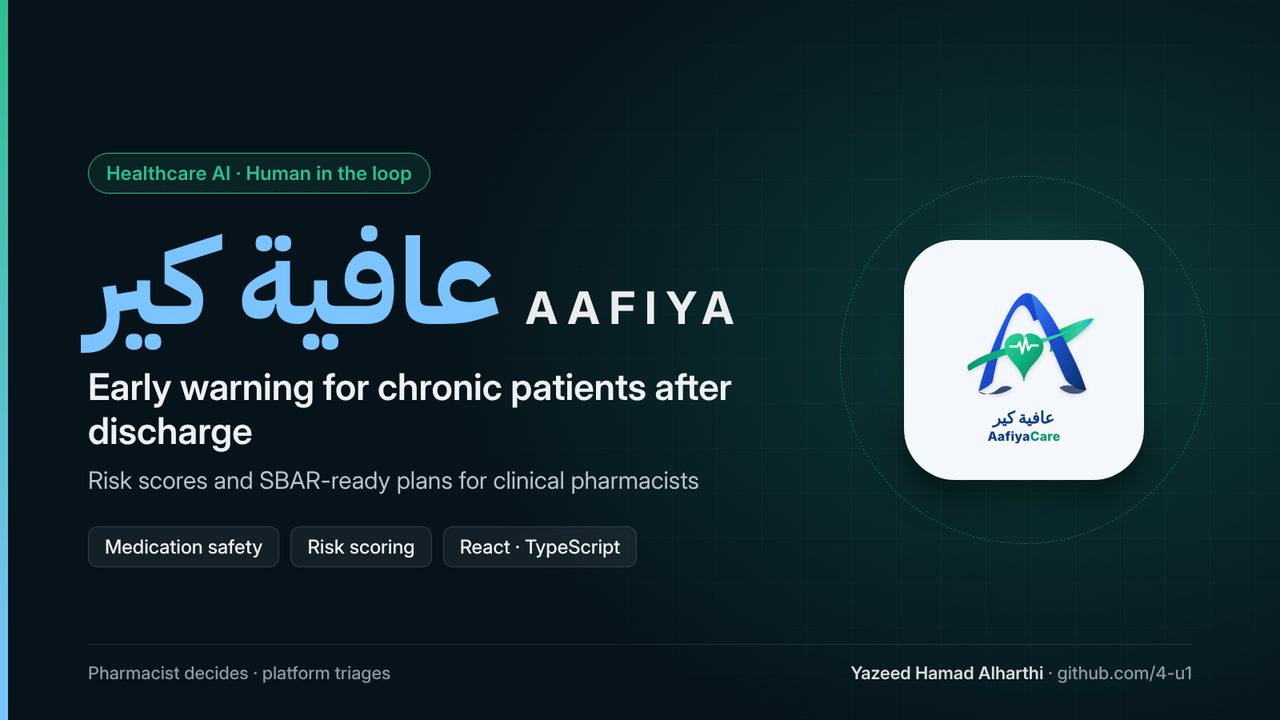 Healthcare AI · Human in the loop
عافية كير AAFIYA
Early warning for chronic patients after
discharge
Risk scores and SBAR-ready plans for clinical pharmacists
Medication safety
Risk scoring
React · TypeScript
عافية كير
AafiyaCare
Pharmacist decides · platform triages
Yazeed Hamad Alharthi · github.com/4-u1